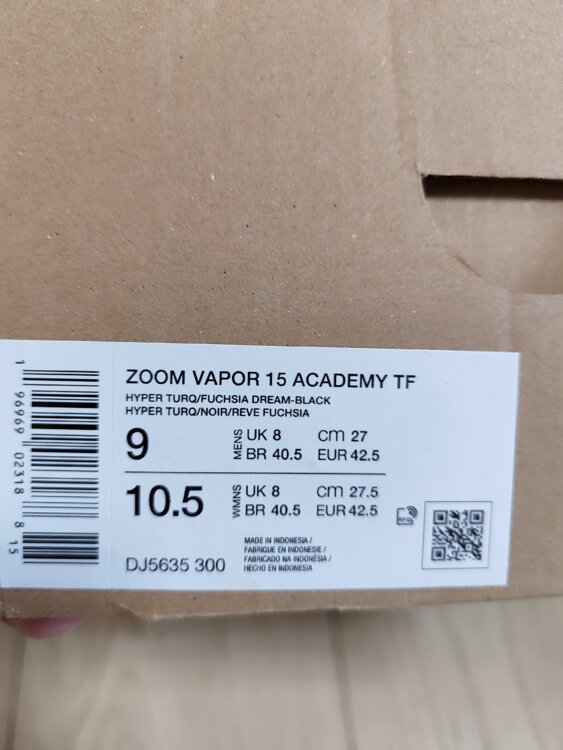 ZOOM VAPOR 15 ACADEMY TF
HYPER TURQ/FUCHSIA DREAM-BLACK
HYPER TURQ/NOIR/REVE FUCHSIA
9 MENS UK 8 cm 27
BR 40.5 EUR 42.5
10.5 WMNS UK 8 cm 27.5
BR 40.5 EUR 42.5
RFID
MADE IN INDONESIA /
FABRIQUE EN INDONESIE /
FABRICADO NA INDONÉSIA /
HECHO EN INDONESIA
DJ5635 300
1 96969 02318 8 15